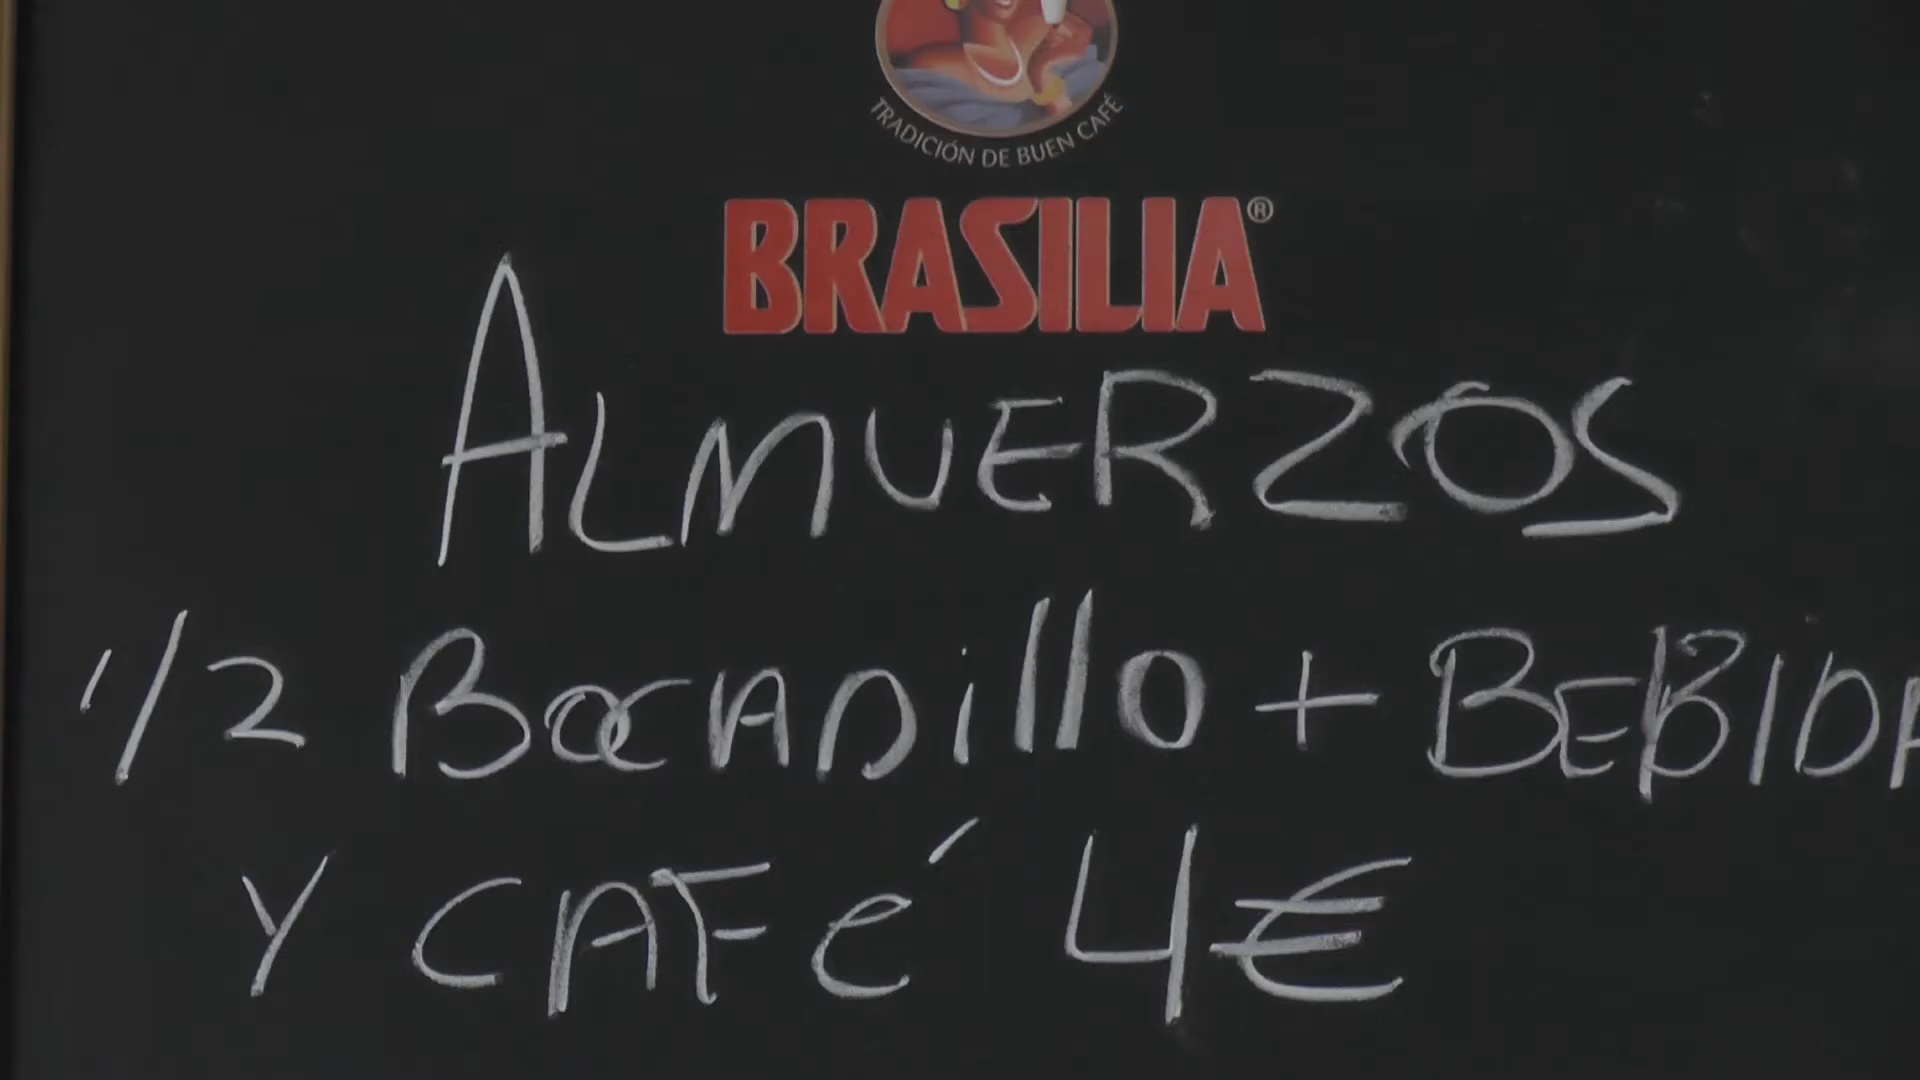 TRADICIÓN DE BUEN CAFÉ
BRASILIA®
ALMUERZOS
1/2 BOCADillO + BEBIDA
Y CAFé 4€